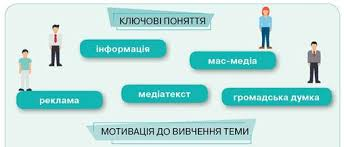 КЛЮЧОВІ ПОНЯТТЯ
інформація
мас-медіа
реклама
медіатекст
громадська думка
МОТИВАЦІЯ ДО ВИВЧЕННЯ ТЕМИ